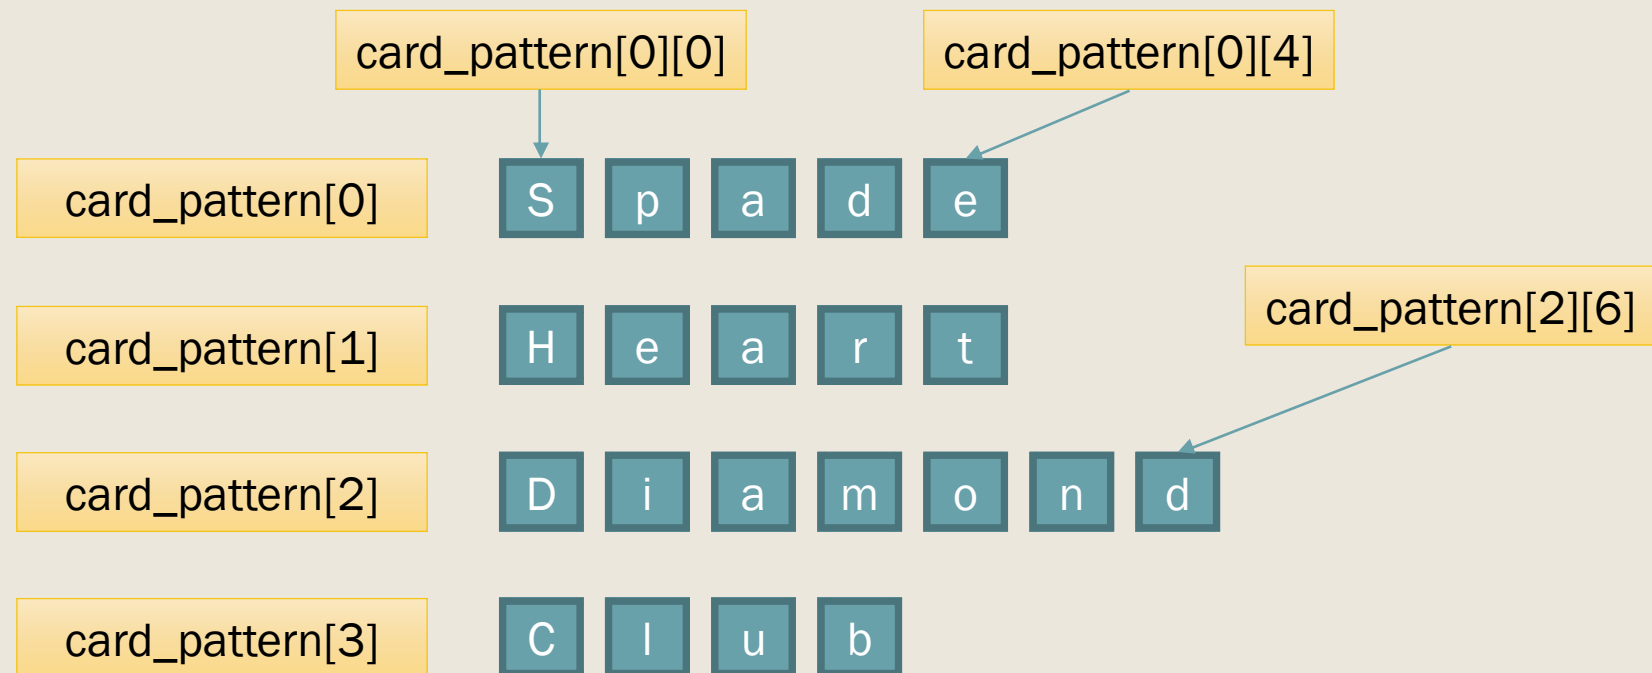 card_pattern[0][0] card_pattern[0][4]
card_pattern[0] S p a d e
card_pattern[2][6]
card_pattern[1] H e a r t
card_pattern[2] D i a m o n d
card_pattern[3] C l u b